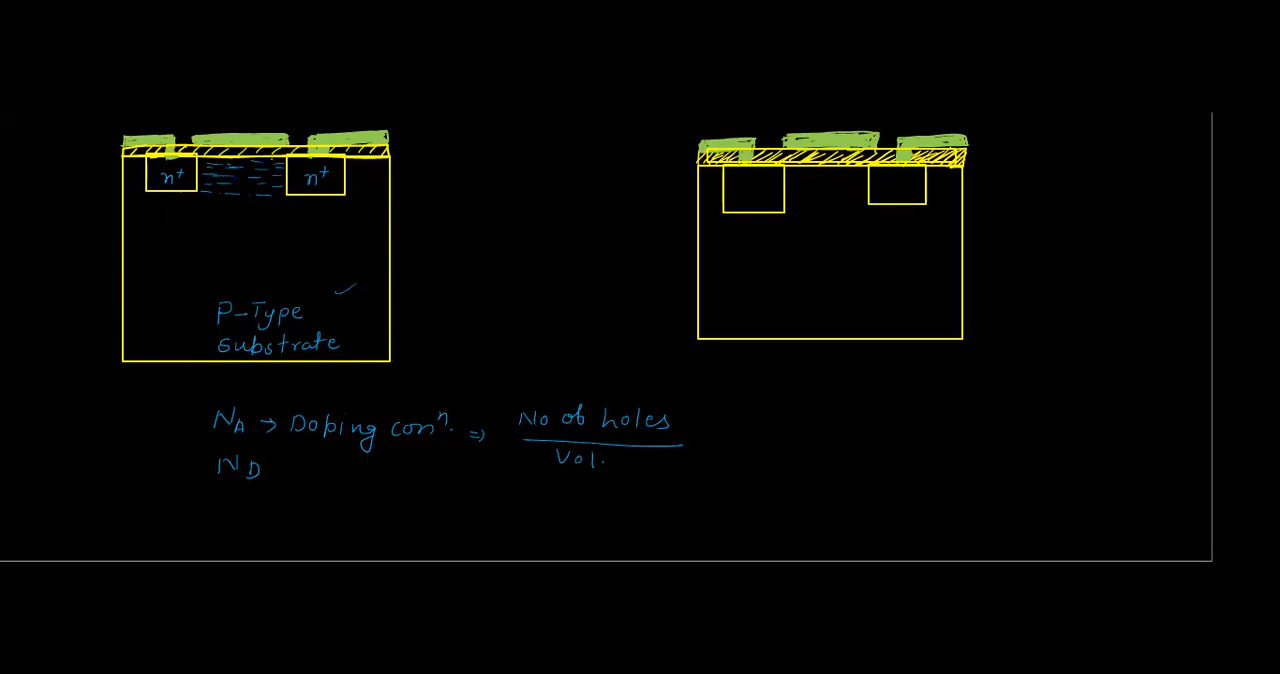 n+ n+
P-Type
Substrate
NA → Doping conⁿ. ⇒ No of holes
Vol.
ND